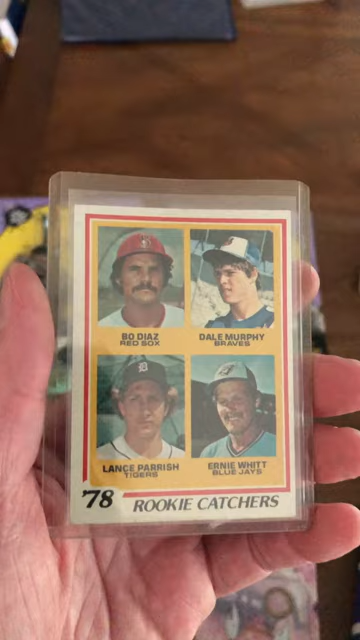 BO DIAZ
RED SOX
DALE MURPHY
BRAVES
D
LANCE PARRISH
TIGERS
ERNIE WHITT
BLUE JAYS
'78 ROOKIE CATCHERS